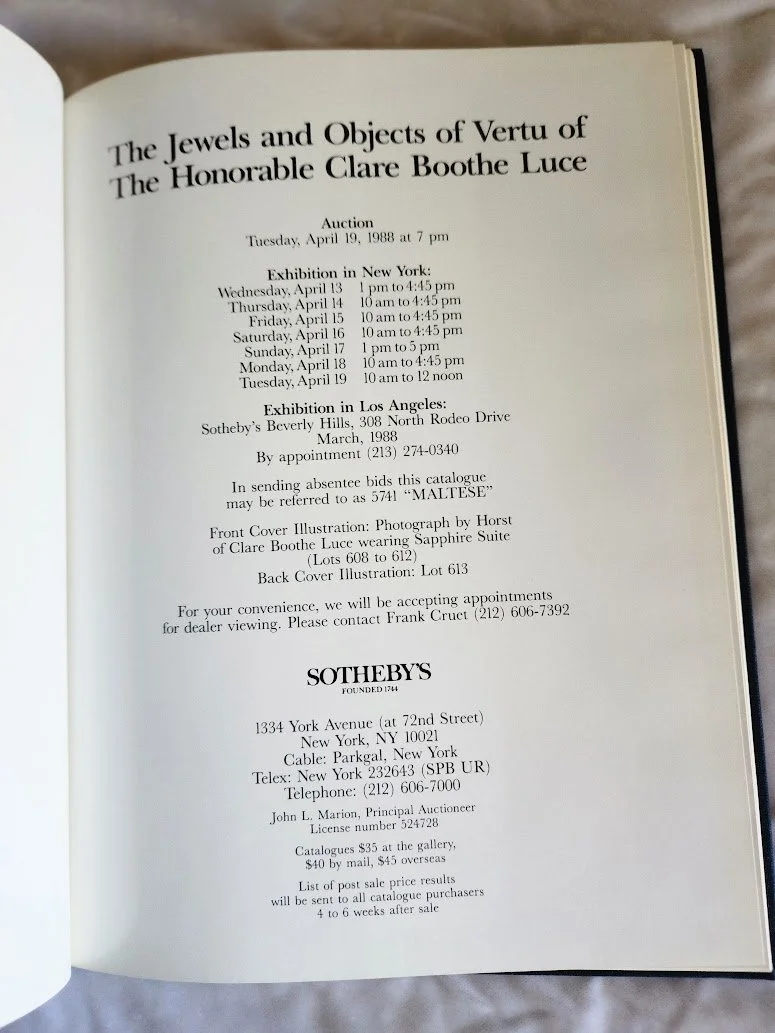 The Jewels and Objects of Vertu of
The Honorable Clare Boothe Luce
Auction
Tuesday, April 19, 1988 at 7 pm
Exhibition in New York:
Wednesday, April 13 1 pm to 4:45 pm
Thursday, April 14 10 am to 4:45 pm
Friday, April 15 10 am to 4:45 pm
Saturday, April 16 10 am to 4:45 pm
Sunday, April 17 1 pm to 5 pm
Monday, April 18 10 am to 4:45 pm
Tuesday, April 19 10 am to 12 noon
Exhibition in Los Angeles:
Sotheby's Beverly Hills, 308 North Rodeo Drive
March, 1988
By appointment (213) 274-0340
In sending absentee bids this catalogue
may be referred to as 5741 "MALTESE"
Front Cover Illustration: Photograph by Horst
of Clare Boothe Luce wearing Sapphire Suite
(Lots 608 to 612)
Back Cover Illustration: Lot 613
For your convenience, we will be accepting appointments
for dealer viewing. Please contact Frank Cruet (212) 606-7392
SOTHEBY'S
FOUNDED 1744
1334 York Avenue (at 72nd Street)
New York, NY 10021
Cable: Parkgal, New York
Telex: New York 232643 (SPB UR)
Telephone: (212) 606-7000
John L. Marion, Principal Auctioneer
License number 524728
Catalogues $35 at the gallery,
$40 by mail, $45 overseas
List of post sale price results
will be sent to all catalogue purchasers
4 to 6 weeks after sale